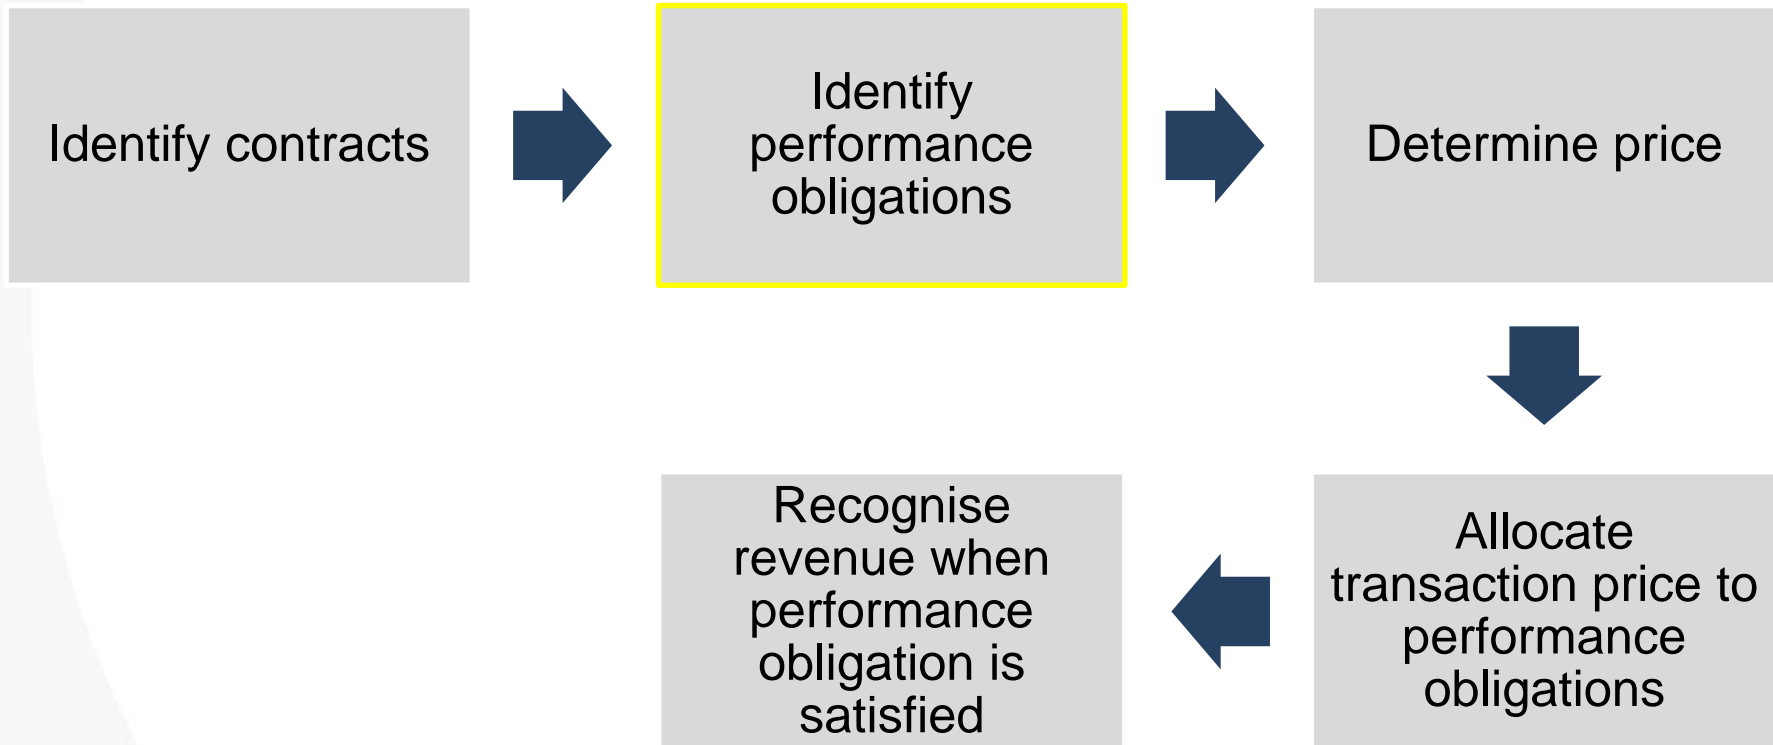 Identify contracts
Identify
performance
obligations
Determine price
Recognise
revenue when
performance
obligation is
satisfied
Allocate
transaction price to
performance
obligations